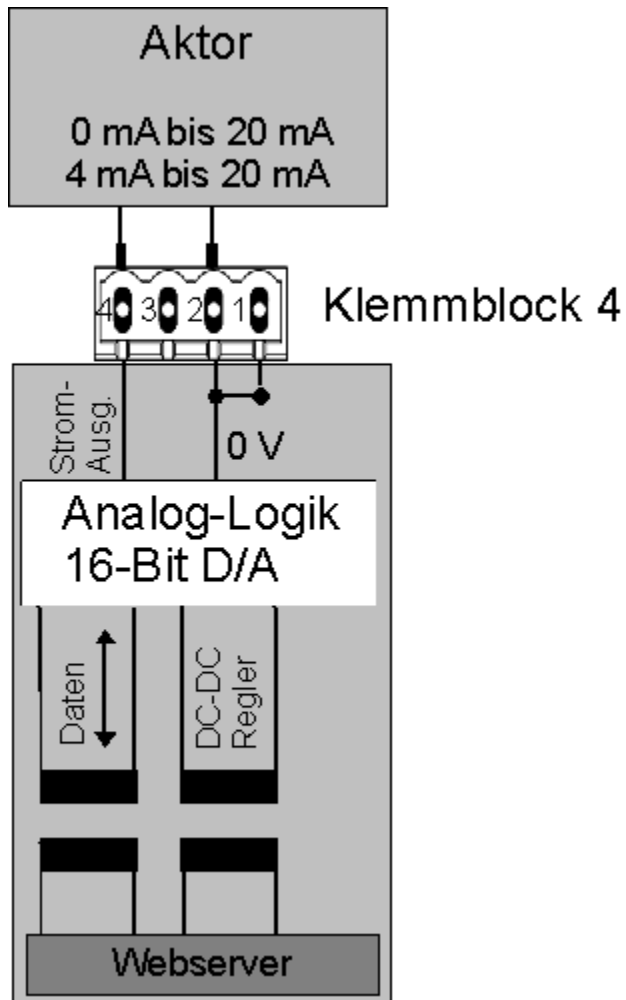 Aktor
0 mA bis 20 mA
4 mA bis 20 mA
4 3 2 1
Klemmblock 4
Strom-
Ausg.
0 V
Analog-Logik
16-Bit D/A
Daten
DC-DC
Regler
Webserver